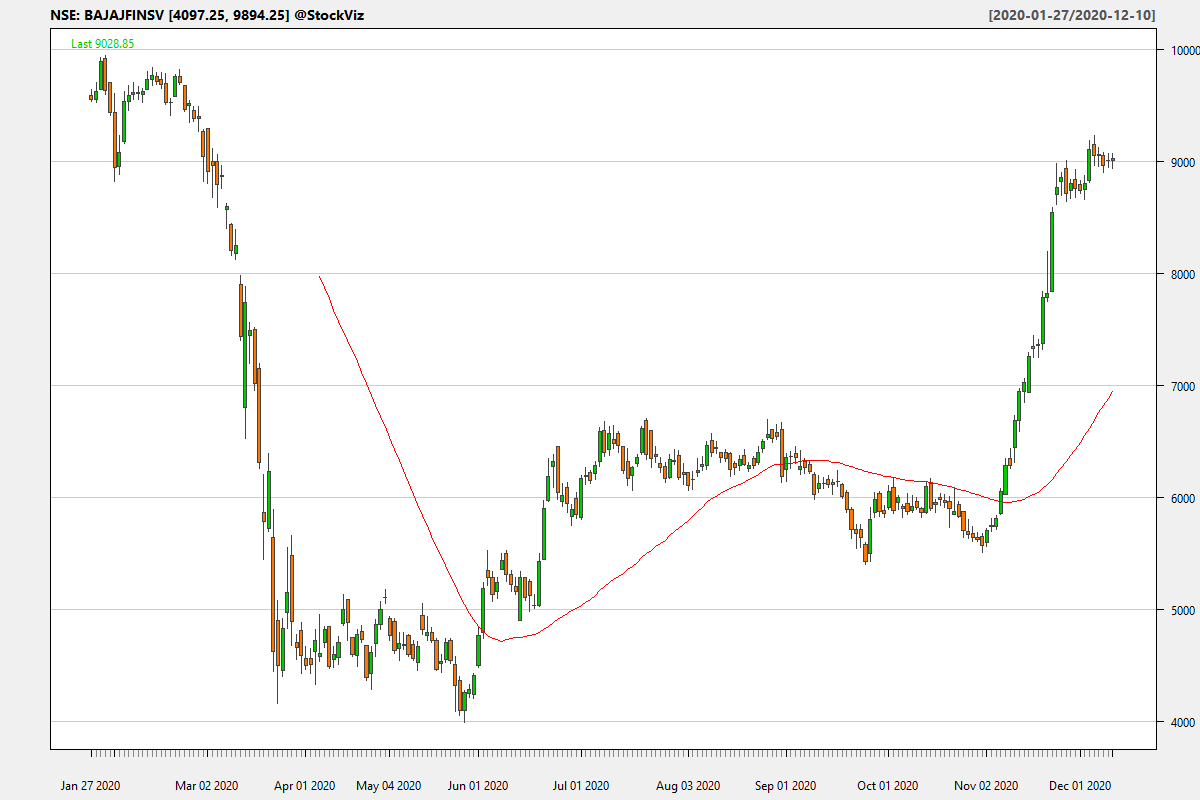 NSE: BAJAJFINSV [4097.25, 9894.25] @StockViz
[2020-01-27/2020-12-10]
Last 9028.85
10000
9000
8000
7000
6000
5000
4000
Jan 27 2020 Mar 02 2020 Apr 01 2020 May 04 2020 Jun 01 2020 Jul 01 2020 Aug 03 2020 Sep 01 2020 Oct 01 2020 Nov 02 2020 Dec 01 2020